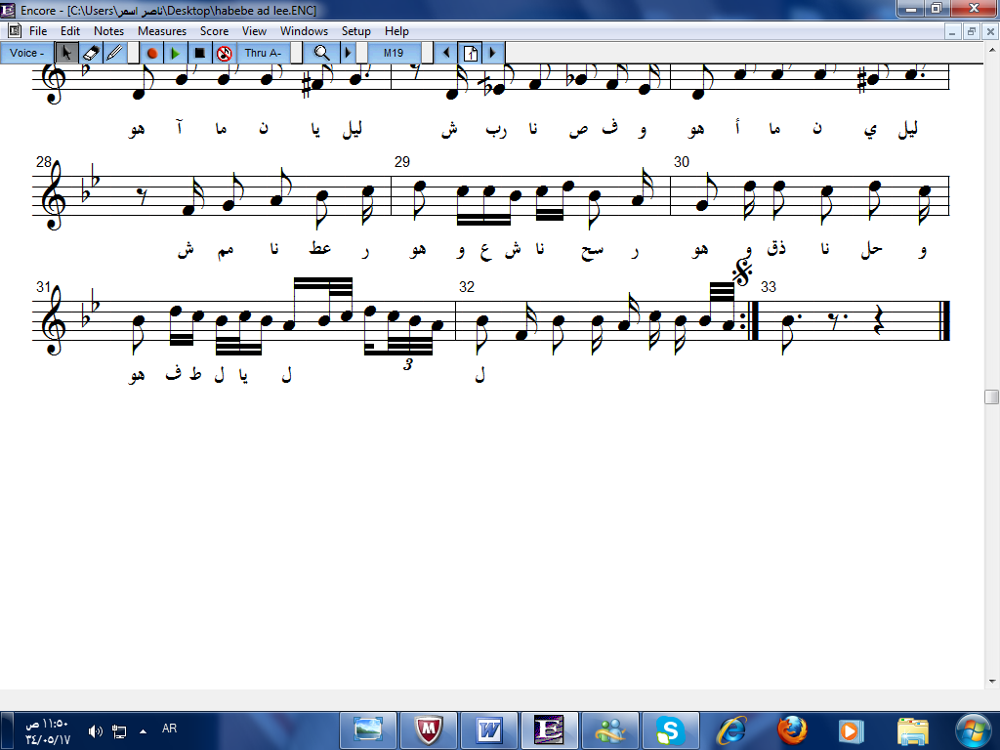 Encore - [C:\Users\ناصر اسمر\Desktop\habebe ad lee.ENC]
File Edit Notes Measures Score View Windows Setup Help
Voice - Thru A- M19 1
هو آ ما ن يا ليل ش رب نا ص ف و هو أ ما ن ي ليل
28 29 30
ش مم نا عط ر هو و ع ش نا سح ر هو و ذق نا حل و
31 32 33
3
هو ف ط ل يا ل ل
١١:٥٠ ص
AR
٣٤/٠٥/١٧